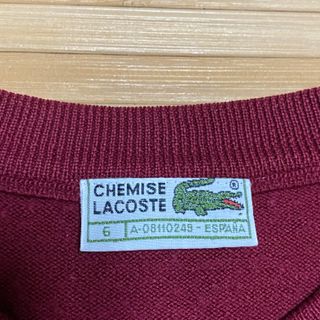 CHEMISE
LACOSTE ®
6 A-08110249 - ESPAÑA